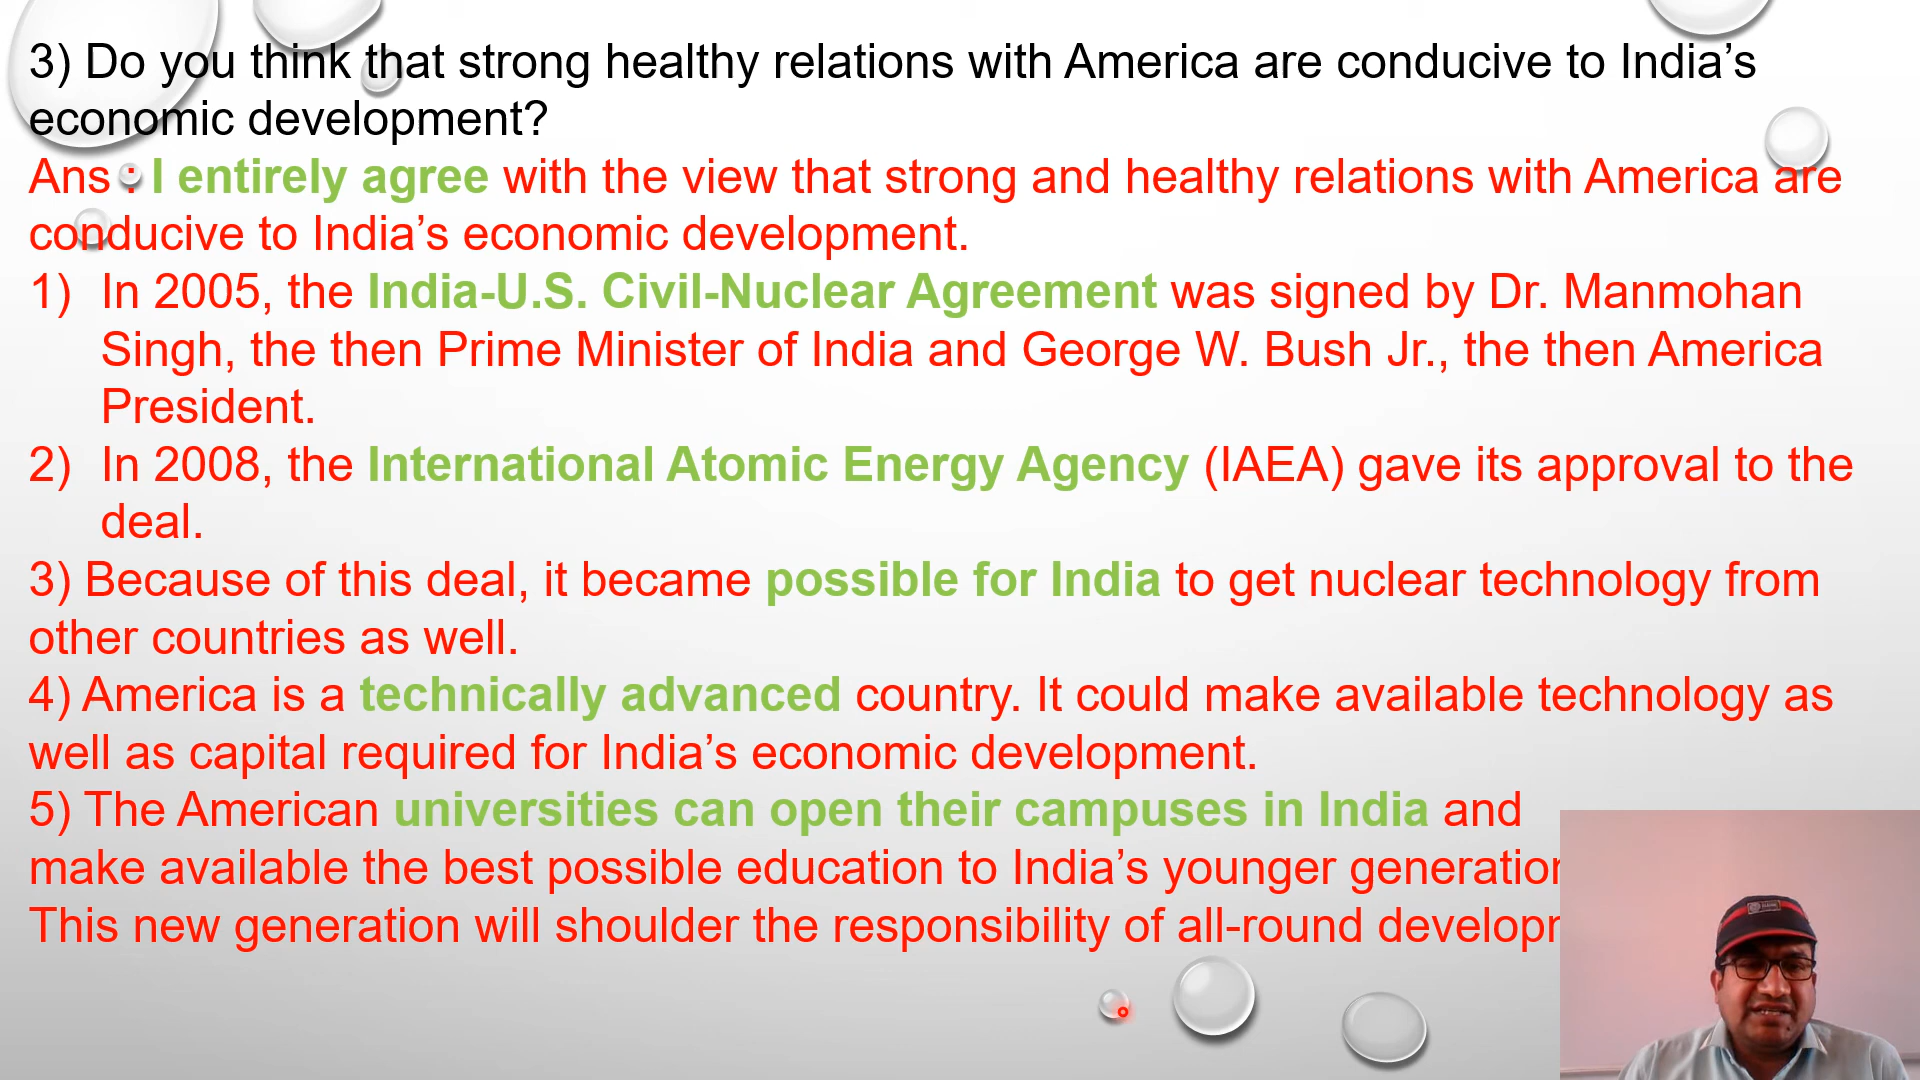 3) Do you think that strong healthy relations with America are conducive to India’s
economic development?
Ans : I entirely agree with the view that strong and healthy relations with America are
conducive to India’s economic development.
1) In 2005, the India-U.S. Civil-Nuclear Agreement was signed by Dr. Manmohan
Singh, the then Prime Minister of India and George W. Bush Jr., the then America
President.
2) In 2008, the International Atomic Energy Agency (IAEA) gave its approval to the
deal.
3) Because of this deal, it became possible for India to get nuclear technology from
other countries as well.
4) America is a technically advanced country. It could make available technology as
well as capital required for India’s economic development.
5) The American universities can open their campuses in India and
make available the best possible education to India’s younger
This new generation will shoulder the responsibility of all-round